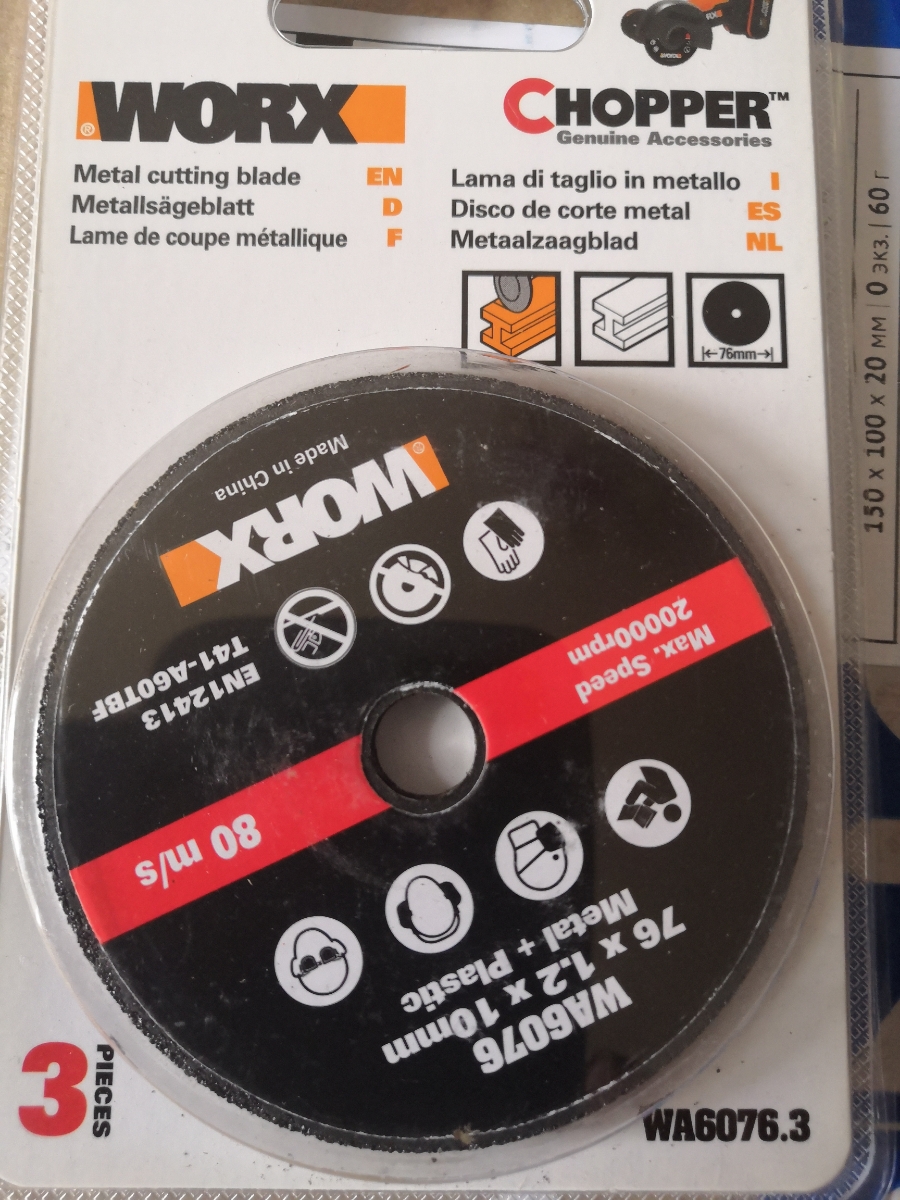 WORX®
CHOPPER™
Genuine Accessories
Metal cutting blade EN
Metallsägeblatt D
Lame de coupe métallique F
Lama di taglio in metallo I
Disco de corte metal ES
Metaalzaagblad NL
76mm
WA6076
76 x 1.2 x 10mm
Metal + Plastic
80 m/s
Max. Speed
20000rpm
EN12413
T41-A60TBF
WORX®
Made in China
3 PIECES
WA6076.3
150 x 100 x 20 мм | 0 экз. | 60 г